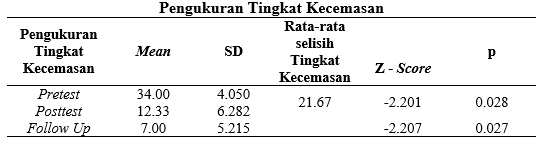 Pengukuran Tingkat Kecemasan
Pengukuran Tingkat Kecemasan Mean SD Rata-rata selisih Tingkat Kecemasan Z - Score p
Pretest 34.00 4.050 21.67 -2.201 0.028
Posttest 12.33 6.282
Follow Up 7.00 5.215 -2.207 0.027